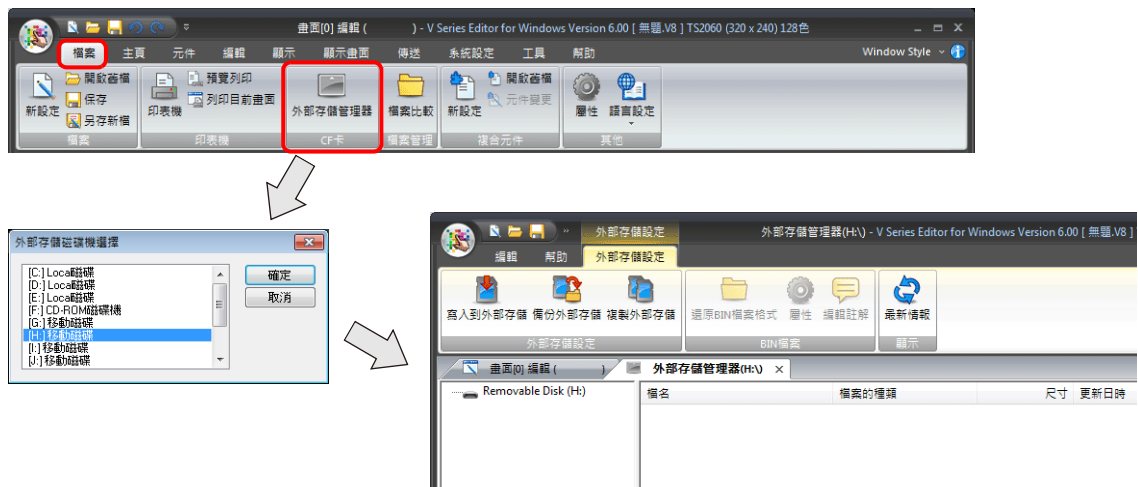 畫面[0] 編輯 ( ) - V Series Editor for Windows Version 6.00 [ 無題.V8 ] TS2060 (320 x 240) 128色
檔案 主頁 元件 編輯 顯示 顯示畫面 傳送 系統設定 工具 幫助 Window Style
新設定 開啟舊檔 保存 另存新檔
印表機 預覽列印 列印目前畫面
外部存儲管理器 檔案比較
新設定 開啟舊檔 元件變更
屬性 語言設定
檔案 印表機 CF卡 檔案管理 複合元件 其他
外部存儲磁碟機選擇
[C:] Local磁碟
[D:] Local磁碟
[E:] Local磁碟
[F:] CD-ROM磁碟機
[G:] 移動磁碟
[H:] 移動磁碟
[I:] 移動磁碟
[J:] 移動磁碟
確定
取消
外部存儲設定 外部存儲管理器(H:\) - V Series Editor for Windows Version 6.00 [ 無題.V8 ]
編輯 幫助 外部存儲設定
寫入到外部存儲 備份外部存儲 複製外部存儲 還原BIN檔案格式 屬性 編輯註解 最新情報
外部存儲設定 BIN檔案 顯示
畫面[0] 編輯 ( ) 外部存儲管理器(H:\) ×
Removable Disk (H:) 檔名 檔案的種類 尺寸 更新日時